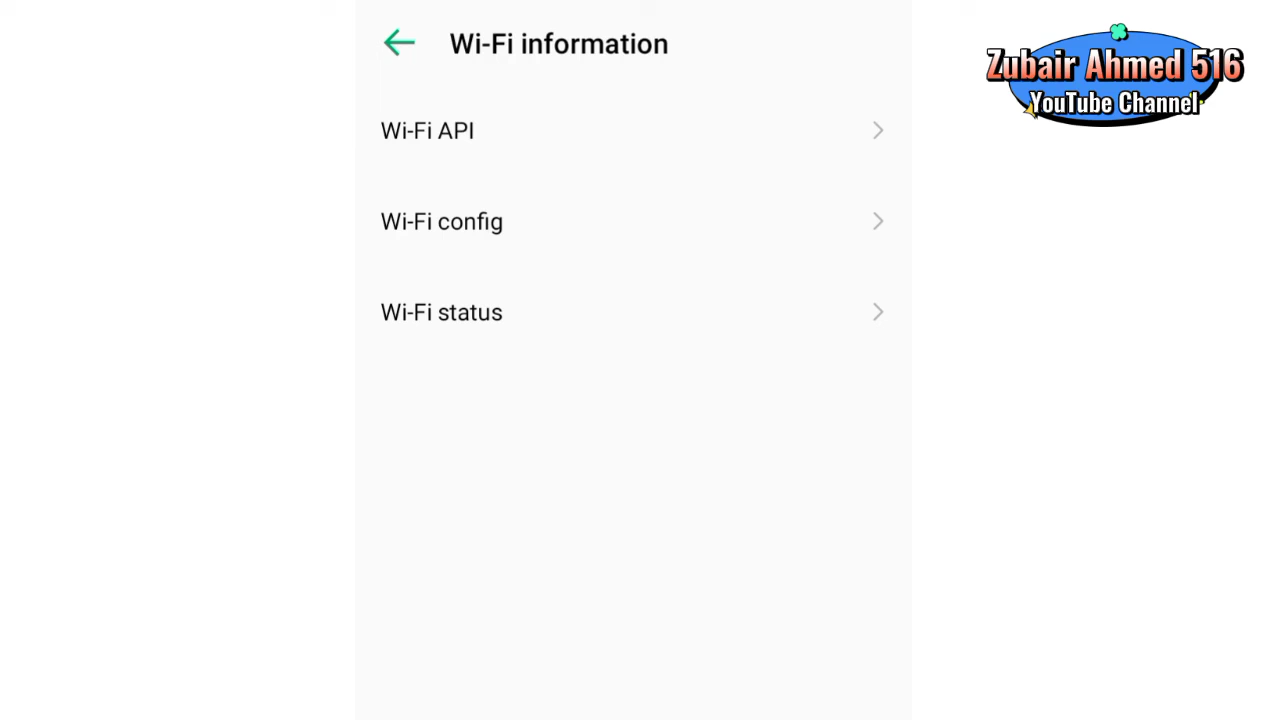 Wi-Fi information
Zubair Ahmed 516
YouTube Channel
Wi-Fi API
Wi-Fi config
Wi-Fi status